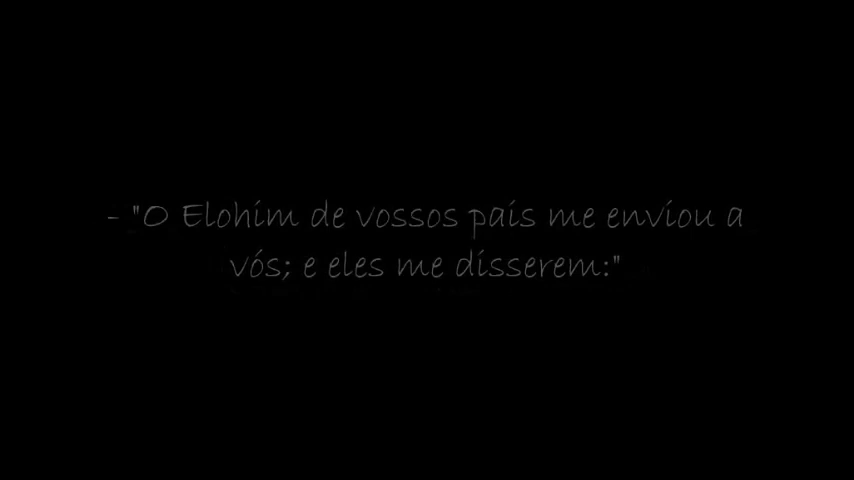 - "O Elohim de vossos pais me enviou a
vós; e eles me disserem:"